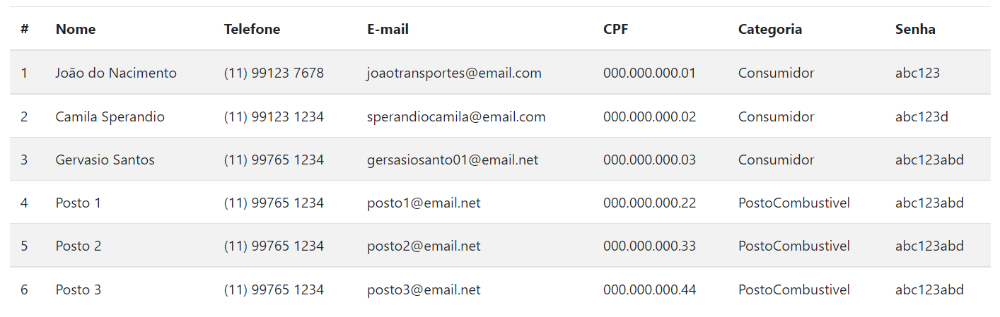 # Nome Telefone E-mail CPF Categoria Senha
1 João do Nacimento (11) 99123 7678 joaotransportes@email.com 000.000.000.01 Consumidor abc123
2 Camila Sperandio (11) 99123 1234 sperandiocamila@email.com 000.000.000.02 Consumidor abc123d
3 Gervasio Santos (11) 99765 1234 gersasiosanto01@email.net 000.000.000.03 Consumidor abc123abd
4 Posto 1 (11) 99765 1234 posto1@email.net 000.000.000.22 PostoCombustivel abc123abd
5 Posto 2 (11) 99765 1234 posto2@email.net 000.000.000.33 PostoCombustivel abc123abd
6 Posto 3 (11) 99765 1234 posto3@email.net 000.000.000.44 PostoCombustivel abc123abd